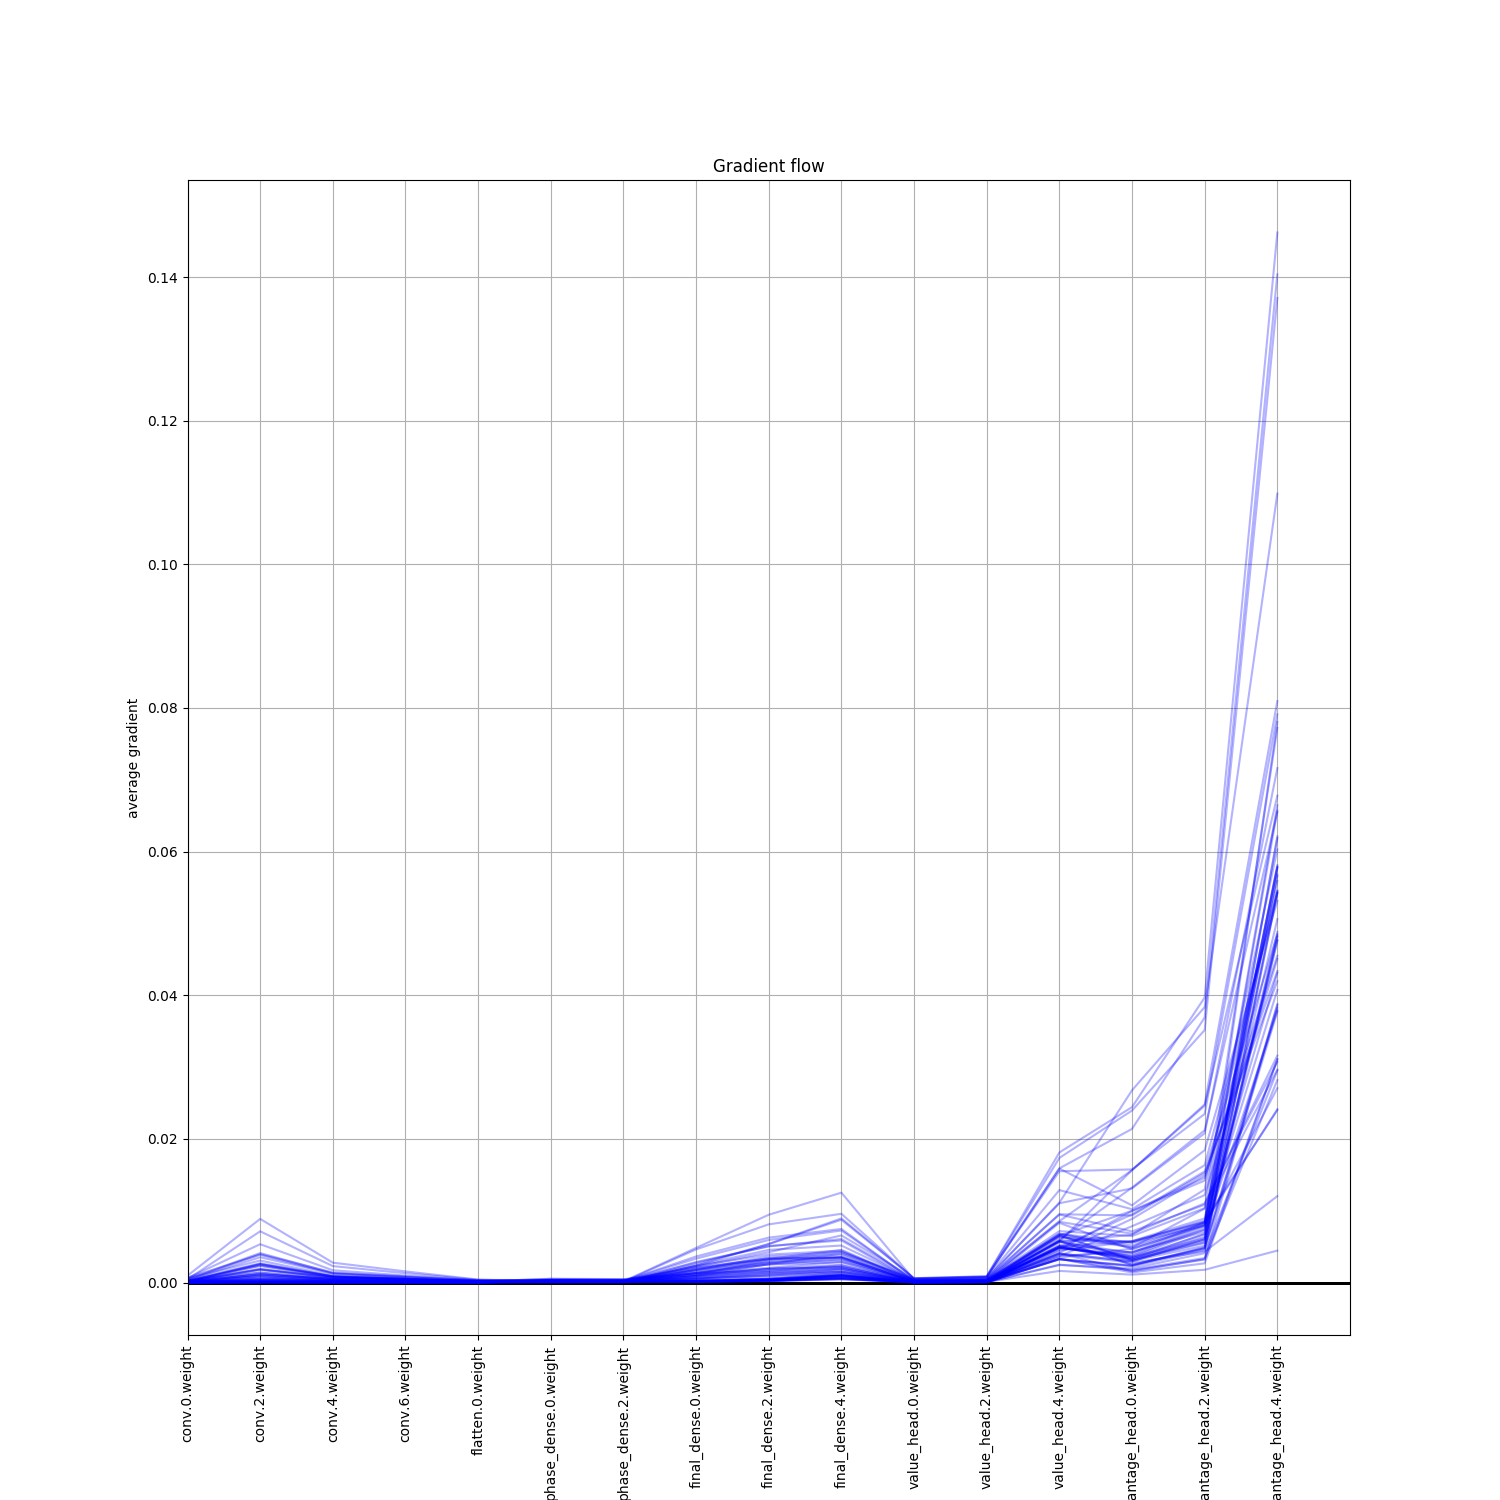 Gradient flow
average gradient
0.14
0.12
0.10
0.08
0.06
0.04
0.02
0.00
conv.0.weight
conv.2.weight
conv.4.weight
conv.6.weight
flatten.0.weight
phase_dense.0.weight
phase_dense.2.weight
final_dense.0.weight
final_dense.2.weight
final_dense.4.weight
value_head.0.weight
value_head.2.weight
value_head.4.weight
antage_head.0.weight
antage_head.2.weight
antage_head.4.weight